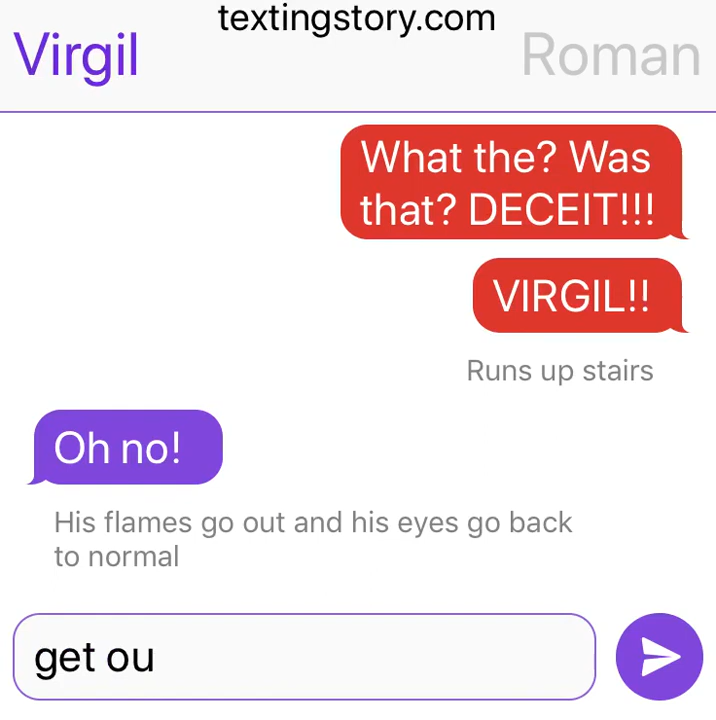 textingstory.com
Virgil
Roman
What the? Was
that? DECEIT!!!
VIRGIL!!
Runs up stairs
Oh no!
His flames go out and his eyes go back
to normal
get ou